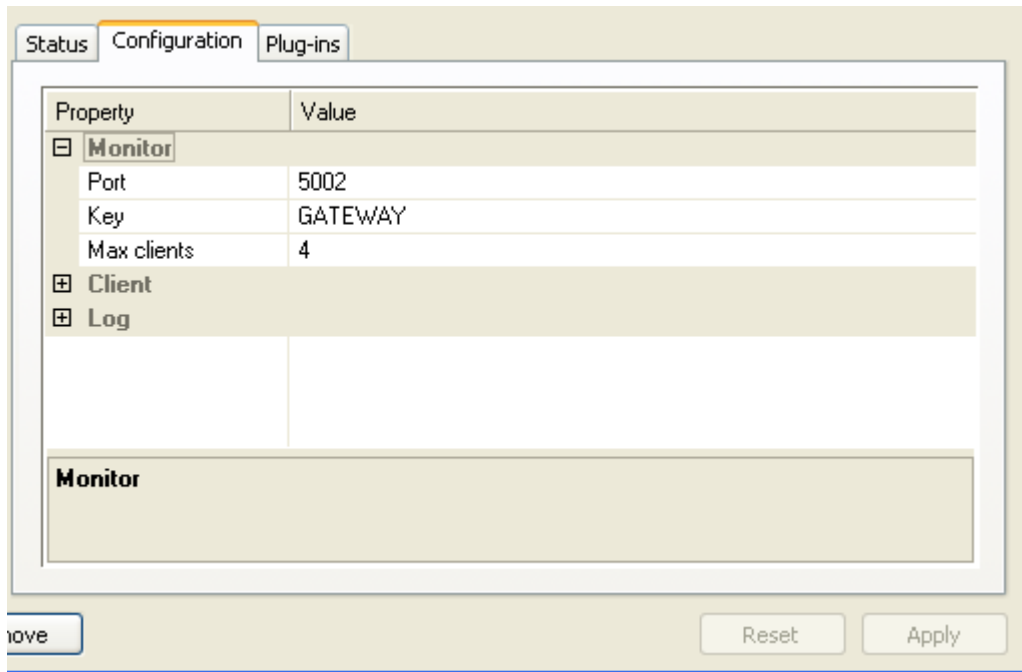 Status Configuration Plug-ins
Property Value
Monitor
Port 5002
Key GATEWAY
Max clients 4
Client
Log
Monitor
Reset Apply